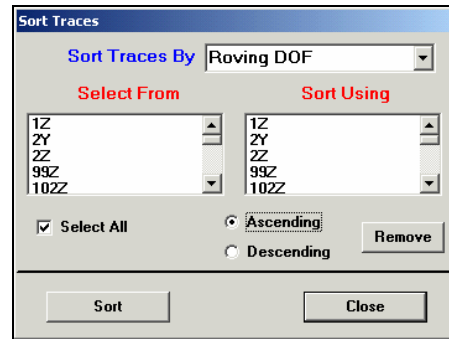 Sort Traces
Sort Traces By Roving DOF
Select From Sort Using
1Z 1Z
2Y 2Y
2Z 2Z
99Z 99Z
102Z 102Z
Select All Ascending Remove
Descending
Sort Close